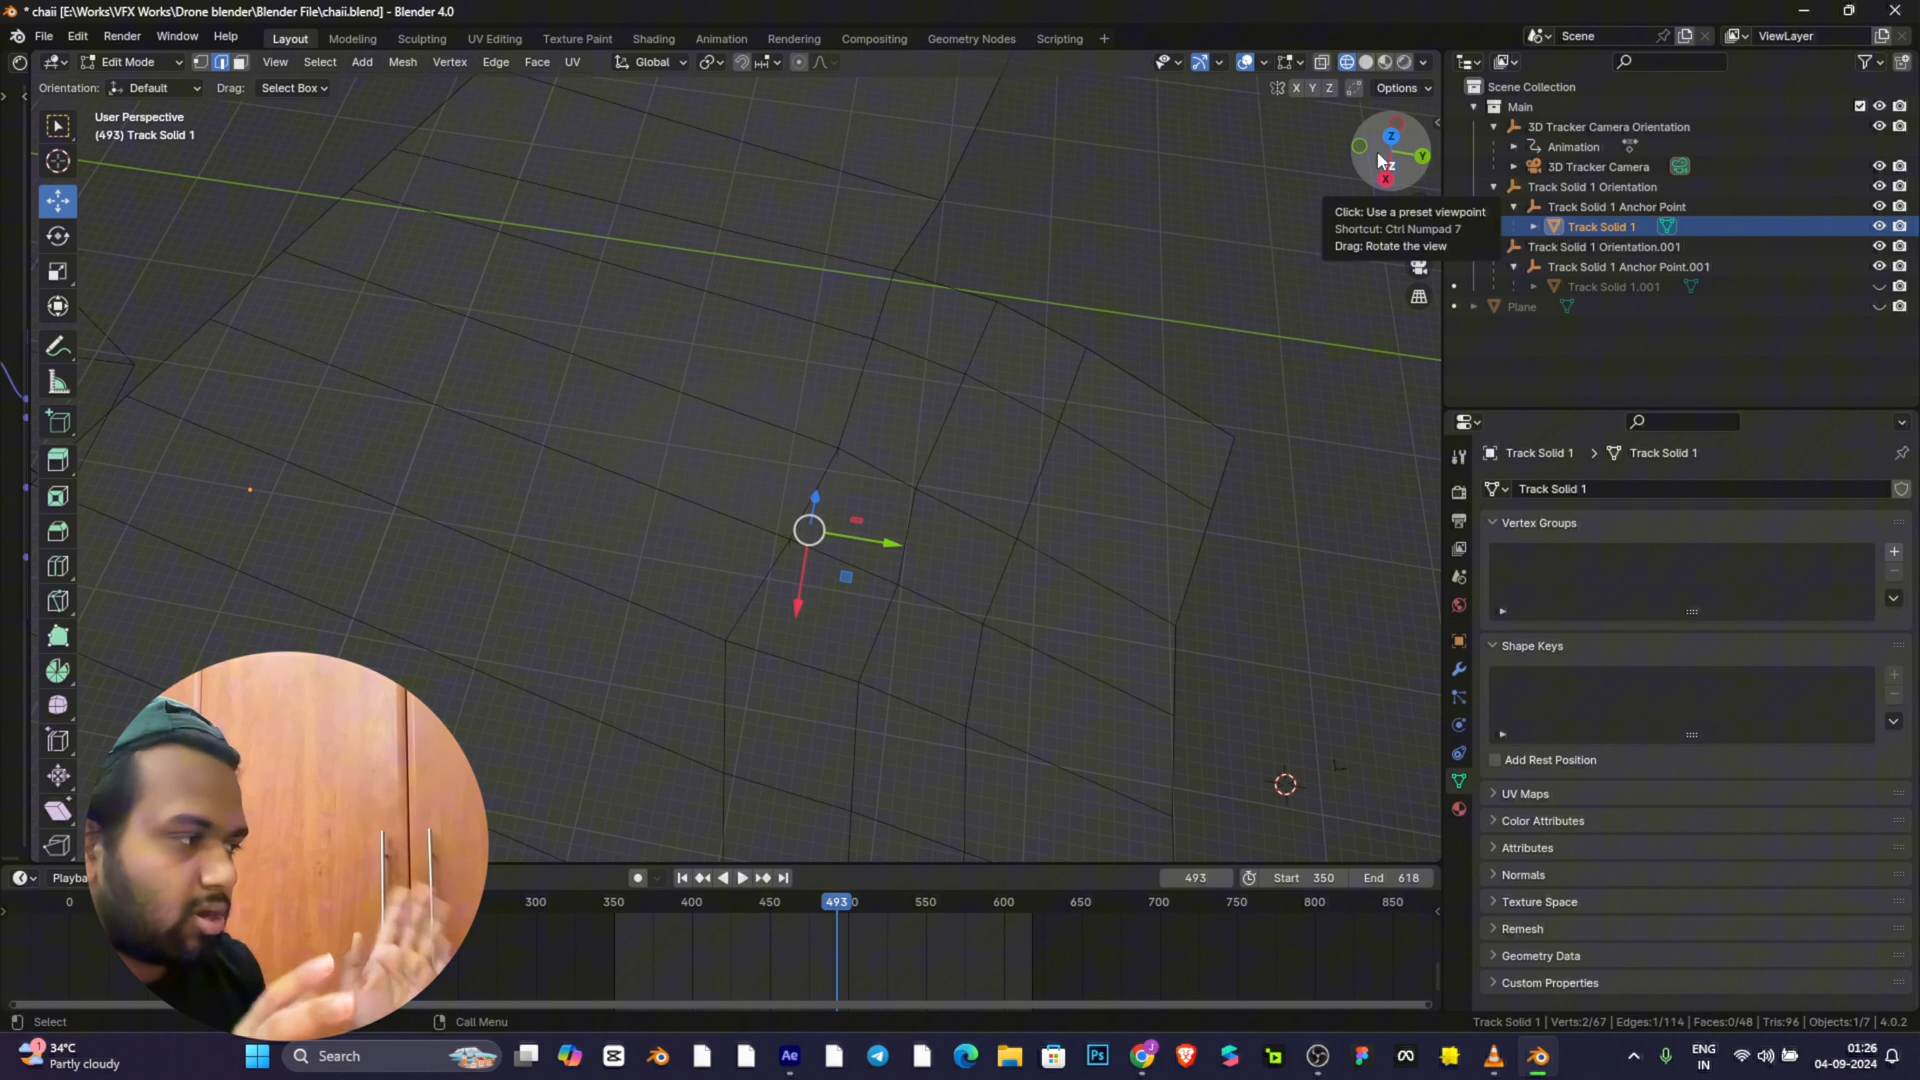 * chaii [E:\Works\VFX Works\Drone blender\Blender File\chaii.blend] - Blender 4.0
File Edit Render Window Help
Layout Modeling Sculpting UV Editing Texture Paint Shading Animation Rendering Compositing Geometry Nodes Scripting +
Scene
ViewLayer
Edit Mode View Select Add Mesh Vertex Edge Face UV Global
Orientation: Default Drag: Select Box
X Y Z Options
User Perspective
(493) Track Solid 1
Z
Y
X
Click: Use a preset viewpoint
Shortcut: Ctrl Numpad 7
Drag: Rotate the view
Scene Collection
Main
3D Tracker Camera Orientation
Animation
3D Tracker Camera
Track Solid 1 Orientation
Track Solid 1 Anchor Point
Track Solid 1
Track Solid 1 Orientation.001
Track Solid 1 Anchor Point.001
Track Solid 1.001
Plane
Track Solid 1 Track Solid 1
Track Solid 1
Vertex Groups
Shape Keys
Add Rest Position
UV Maps
Color Attributes
Attributes
Normals
Texture Space
Remesh
Geometry Data
Custom Properties
Playba
493 Start 350 End 618
0 300 350 400 450 493 550 600 650 700 750 800 850
Select
Call Menu
Track Solid 1 | Verts:2/67 | Edges:1/114 | Faces:0/48 | Tris:96 | Objects:1/7 | 4.0.2
1
34°C
Partly cloudy
Search
Ae
Ps
J
ENG
IN
01:26
04-09-2024